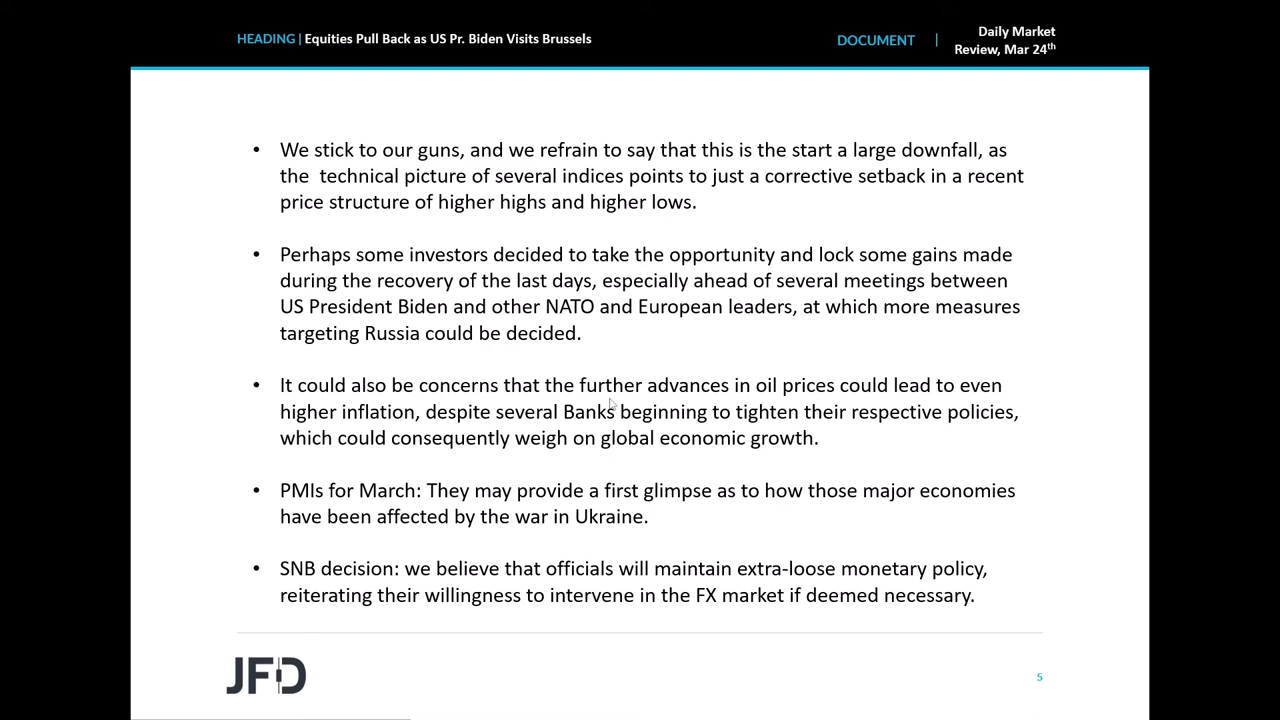 HEADING | Equities Pull Back as US Pr. Biden Visits Brussels
DOCUMENT | Daily Market
Review, Mar 24th
• We stick to our guns, and we refrain to say that this is the start a large downfall, as
the technical picture of several indices points to just a corrective setback in a recent
price structure of higher highs and higher lows.
• Perhaps some investors decided to take the opportunity and lock some gains made
during the recovery of the last days, especially ahead of several meetings between
US President Biden and other NATO and European leaders, at which more measures
targeting Russia could be decided.
• It could also be concerns that the further advances in oil prices could lead to even
higher inflation, despite several Banks beginning to tighten their respective policies,
which could consequently weigh on global economic growth.
• PMIs for March: They may provide a first glimpse as to how those major economies
have been affected by the war in Ukraine.
• SNB decision: we believe that officials will maintain extra-loose monetary policy,
reiterating their willingness to intervene in the FX market if deemed necessary.
JFD
5